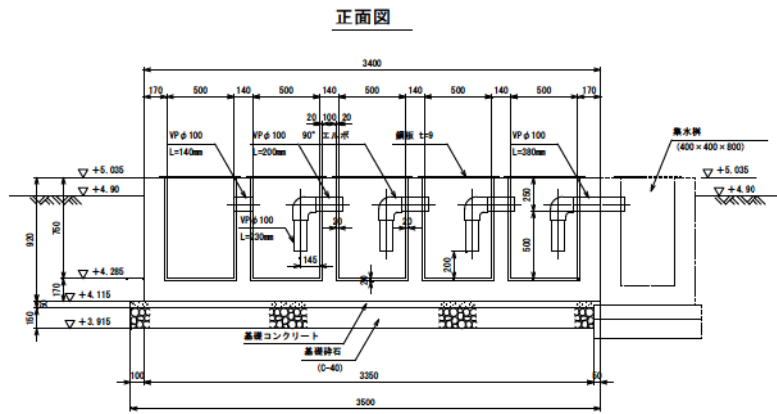 正面図
3400
170 500 140 500 140 500 140 500 140 500 170
20 100 20
VPφ100 VPφ100 90° エルボ 鋼板 t=9 VPφ100 集水桝
L=140mm L=200mm L=380mm (400×400×800)
▽ +5.035 ▽ +5.035
▽ +4.90 ▽ +4.90
920 750 250
VPφ100 20 20
L=230mm
145 200 500
▽ +4.285
170 20
▽ +4.115
50
150
▽ +3.915
基礎コンクリート
基礎砕石
(C-40)
100 3350 50
3500